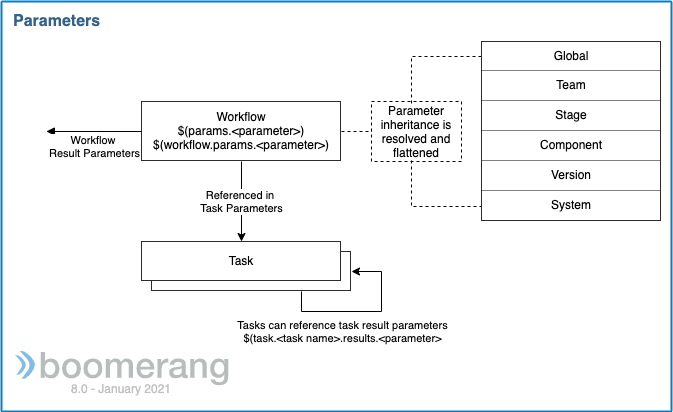 Parameters
Global
Team
Stage
Component
Version
System
Parameter
inheritance is
resolved and
flattened
Workflow
$(params.<parameter>)
$(workflow.params.<parameter>)
Workflow
Result Parameters
Referenced in
Task Parameters
Task
Tasks can reference task result parameters
$(task.<task name>.results.<parameter>
boomerang
8.0 - January 2021